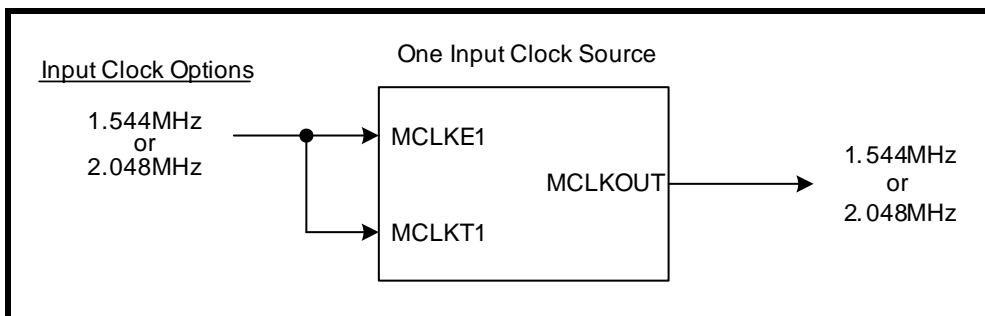 One Input Clock Source
Input Clock Options
1.544MHz
or
2.048MHz
MCLKE1
MCLKOUT
MCLKT1
1.544MHz
or
2.048MHz